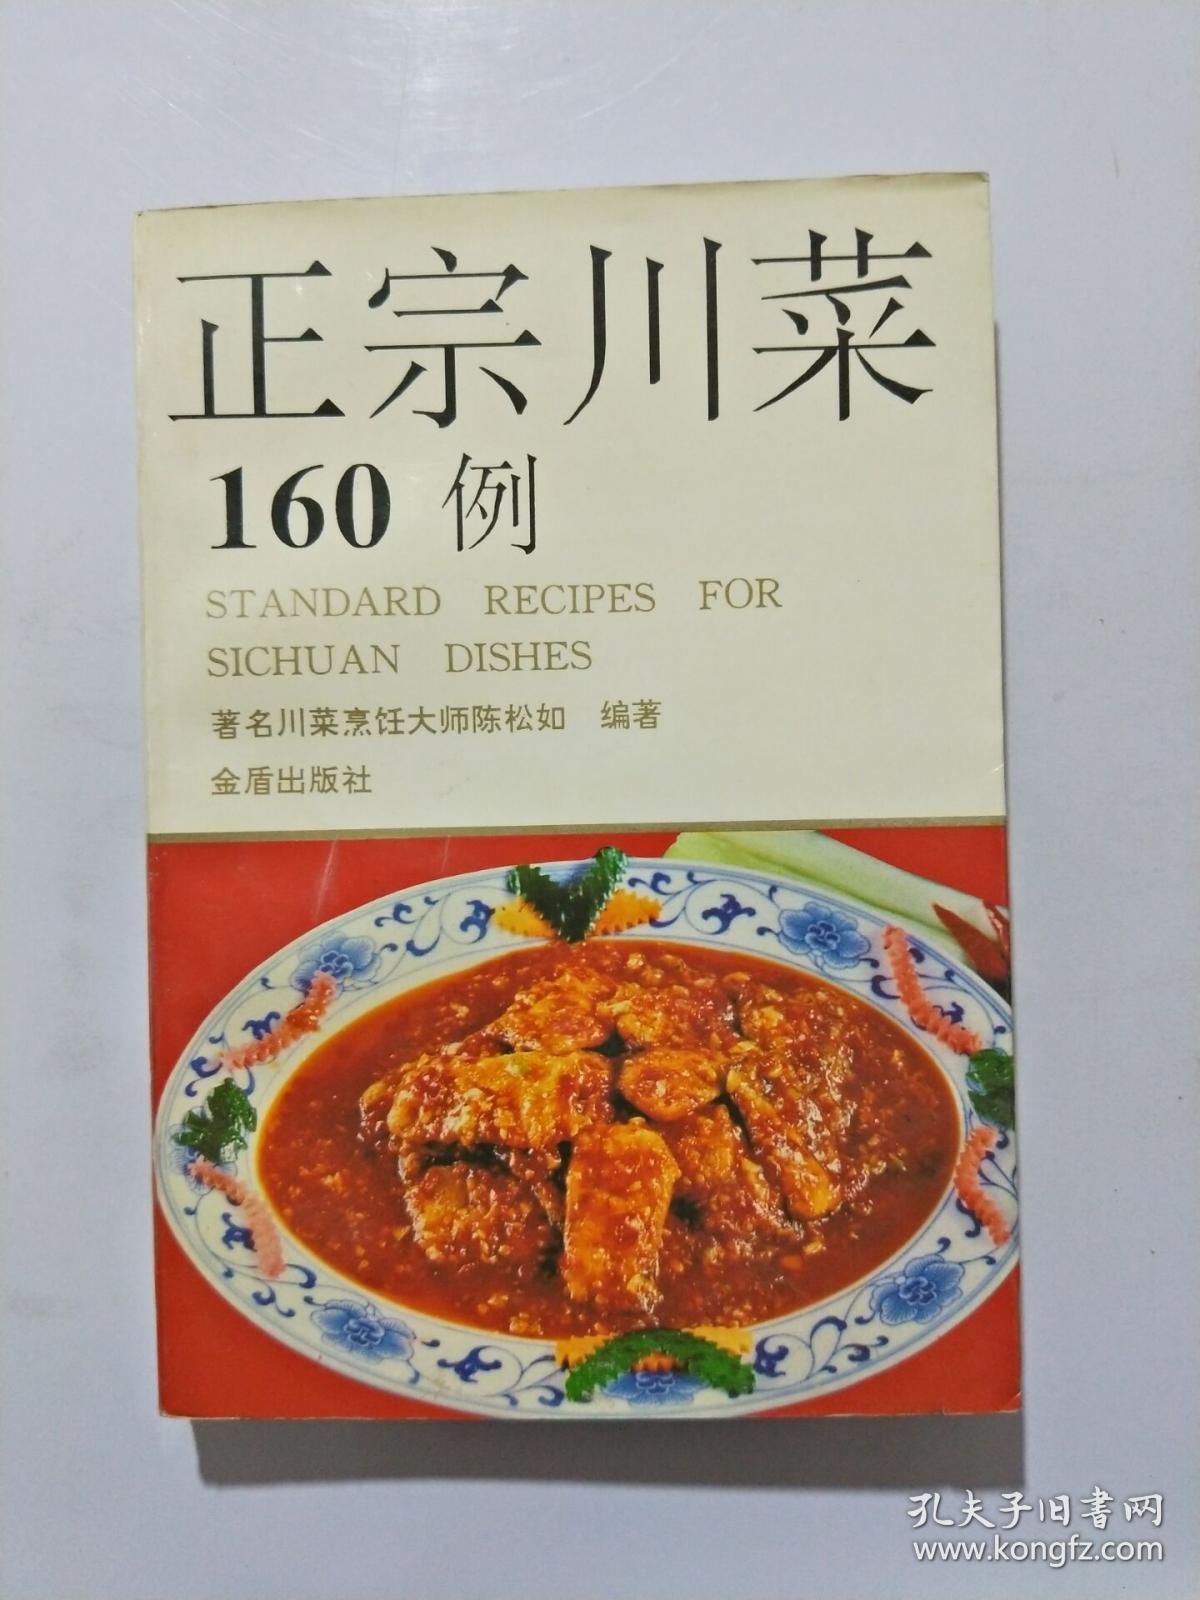 正宗川菜
160 例
STANDARD RECIPES FOR
SICHUAN DISHES
著名川菜烹饪大师陈松如 编著
金盾出版社
孔夫子旧书网
www.kongfz.com